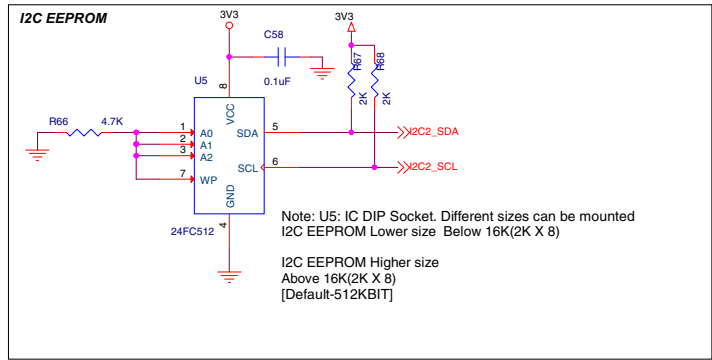 I2C EEPROM
3V3
3V3
C58
0.1uF
R67
2K
R68
2K
U5
8
VCC
R66
4.7K
1
A0
2
A1
3
A2
7
WP
SDA
5
I2C2_SDA
SCL
6
I2C2_SCL
GND
4
24FC512
Note: U5: IC DIP Socket. Different sizes can be mounted
I2C EEPROM Lower size  Below 16K(2K X 8)
I2C EEPROM Higher size
Above 16K(2K X 8)
[Default-512KBIT]